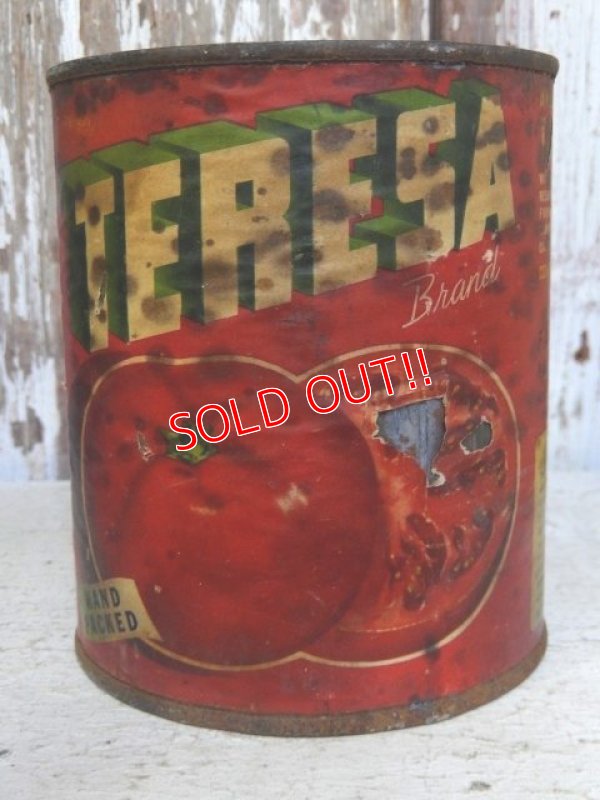 TERESA
Brand
SOLD OUT!!
HAND
PACKED